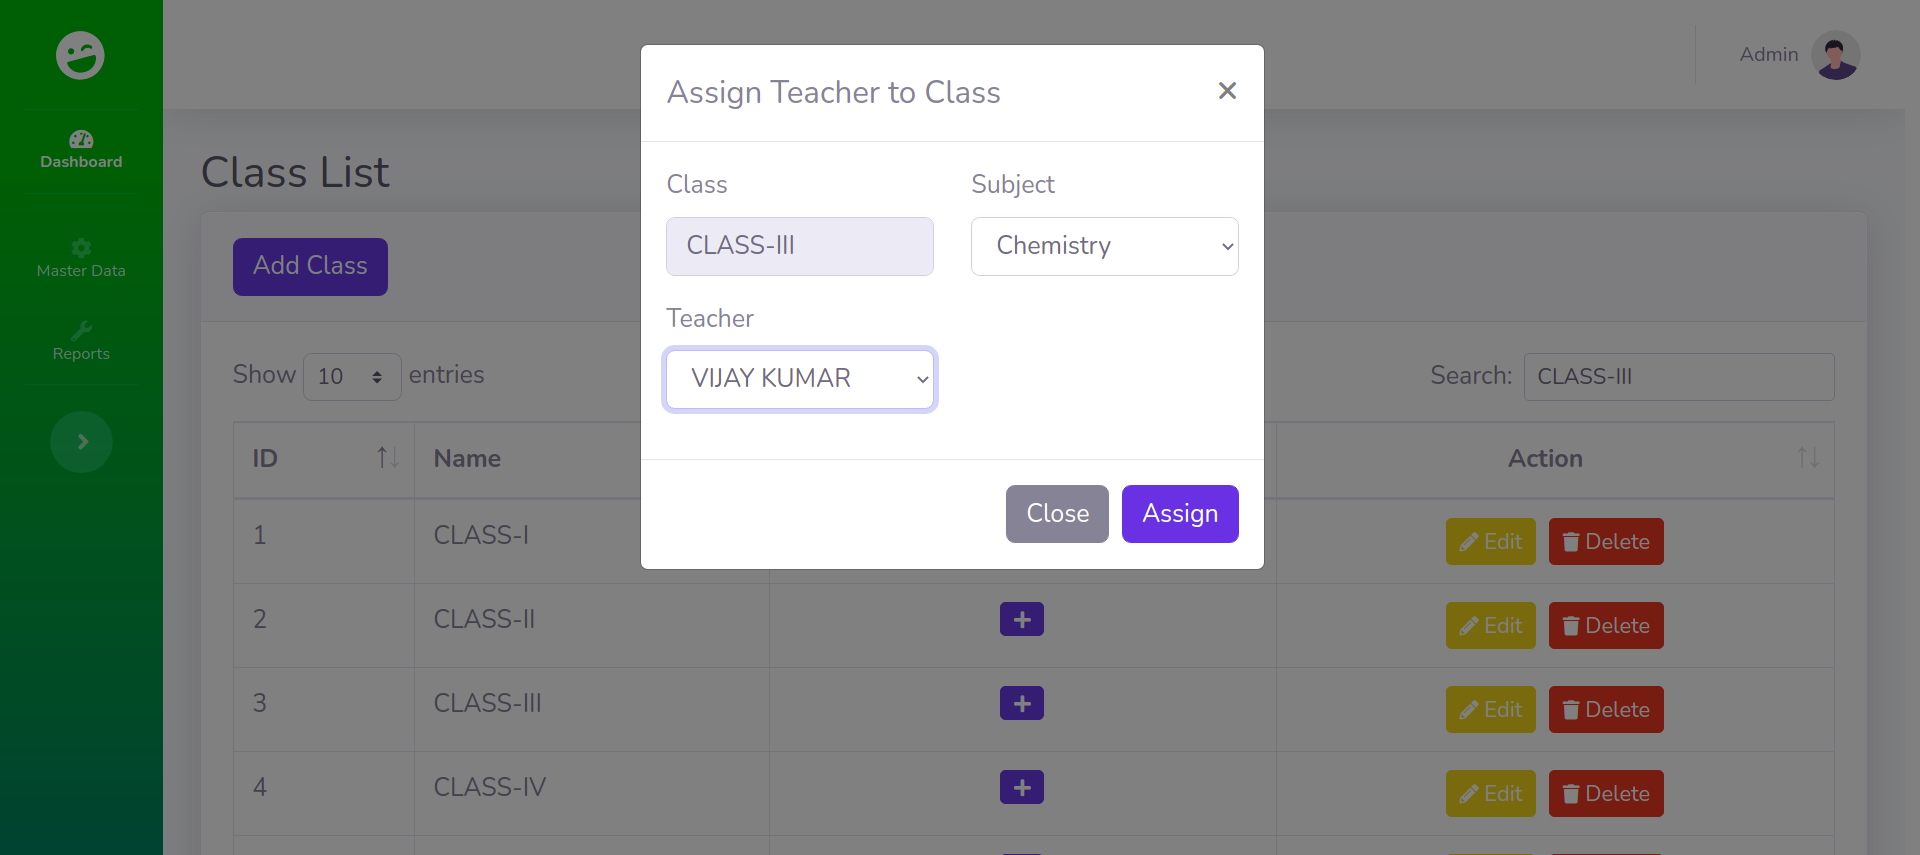 Admin
Dashboard
Master Data
Reports
Class List
Add Class
Show 10 entries
Search: CLASS-III
ID Name Action
1 CLASS-I Edit Delete
2 CLASS-II Edit Delete
3 CLASS-III Edit Delete
4 CLASS-IV Edit Delete
Assign Teacher to Class
Class Subject
CLASS-III Chemistry
Teacher
VIJAY KUMAR
Close Assign